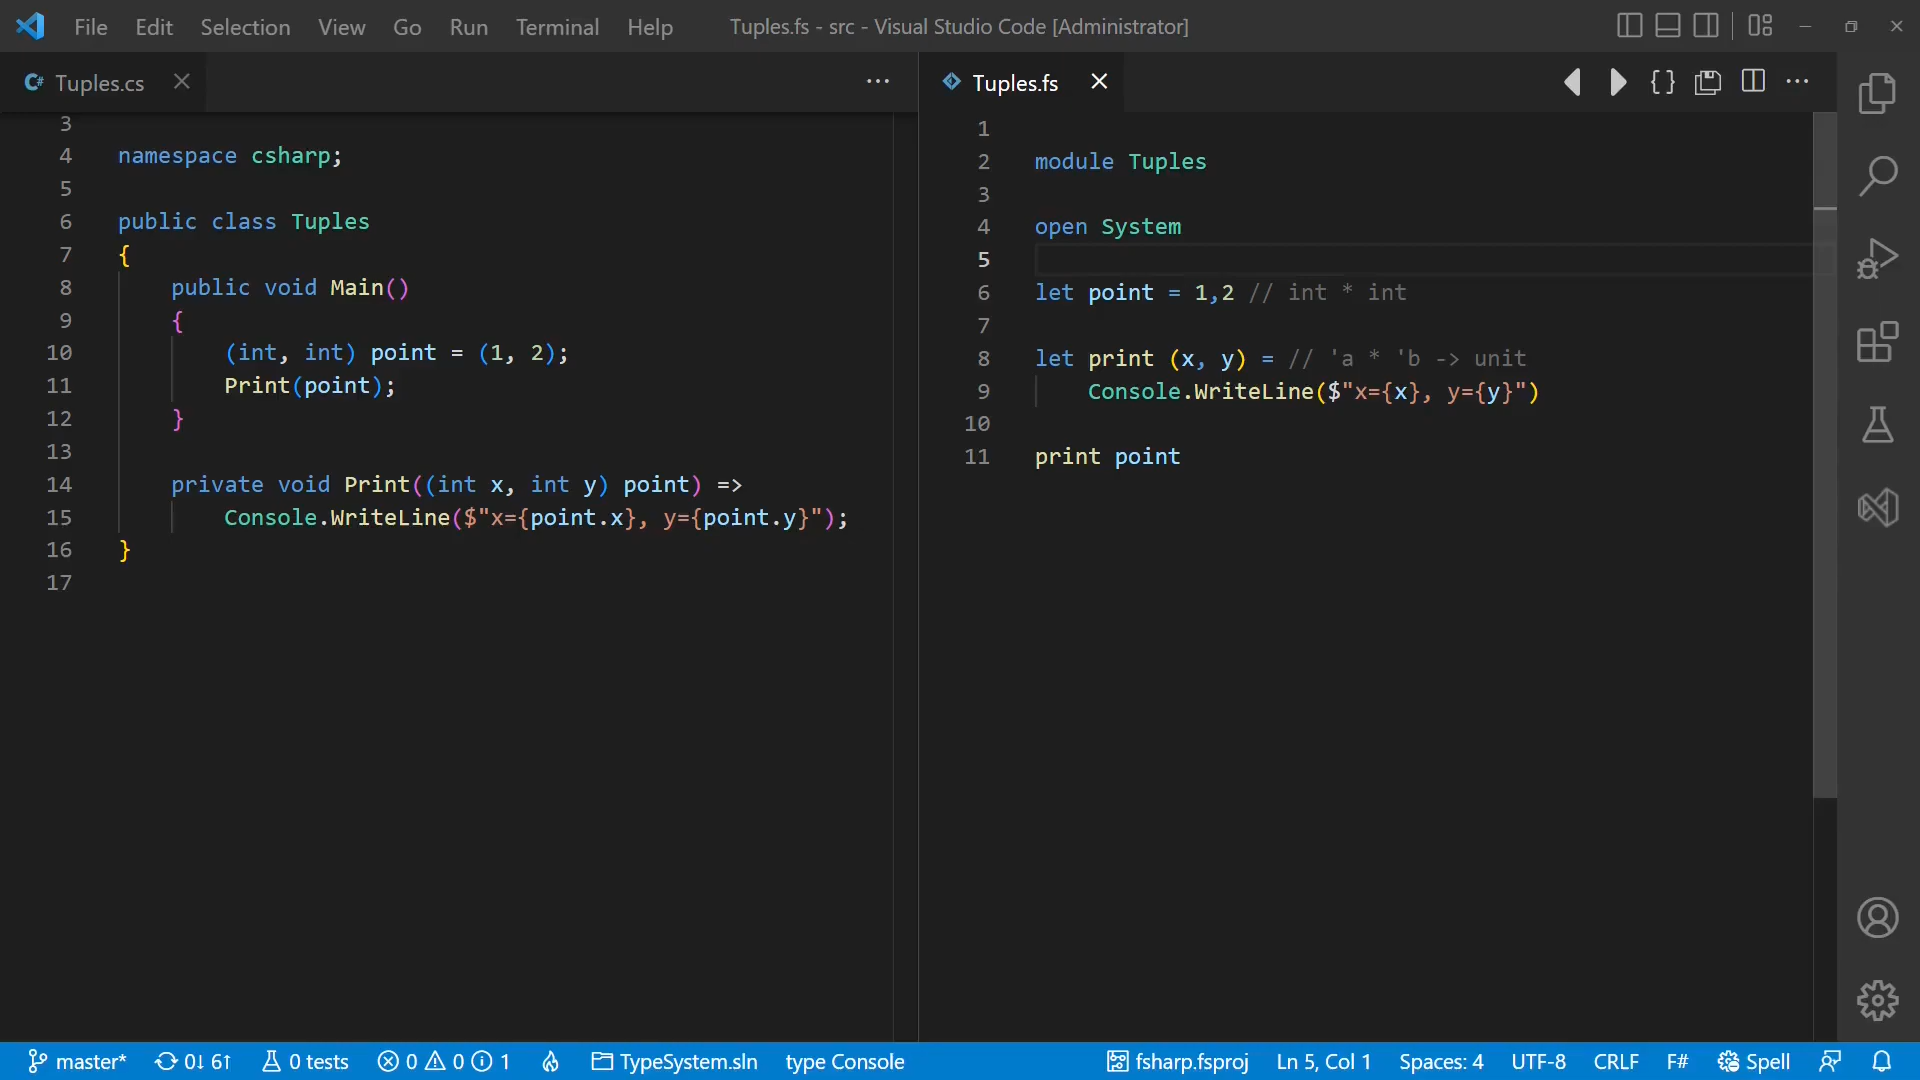 File Edit Selection View Go Run Terminal Help Tuples.fs - src - Visual Studio Code [Administrator]
C# Tuples.cs
3
4 namespace csharp;
5
6 public class Tuples
7 {
8 public void Main()
9 {
10 (int, int) point = (1, 2);
11 Print(point);
12 }
13
14 private void Print((int x, int y) point) =>
15 Console.WriteLine($"x={point.x}, y={point.y}");
16 }
17
Tuples.fs
1
2 module Tuples
3
4 open System
5
6 let point = 1,2 // int * int
7
8 let print (x, y) = // 'a * 'b -> unit
9 Console.WriteLine($"x={x}, y={y}")
10
11 print point
master* 0↓ 6↑ 0 tests 0 0 1 TypeSystem.sln type Console fsharp.fsproj Ln 5, Col 1 Spaces: 4 UTF-8 CRLF F# Spell